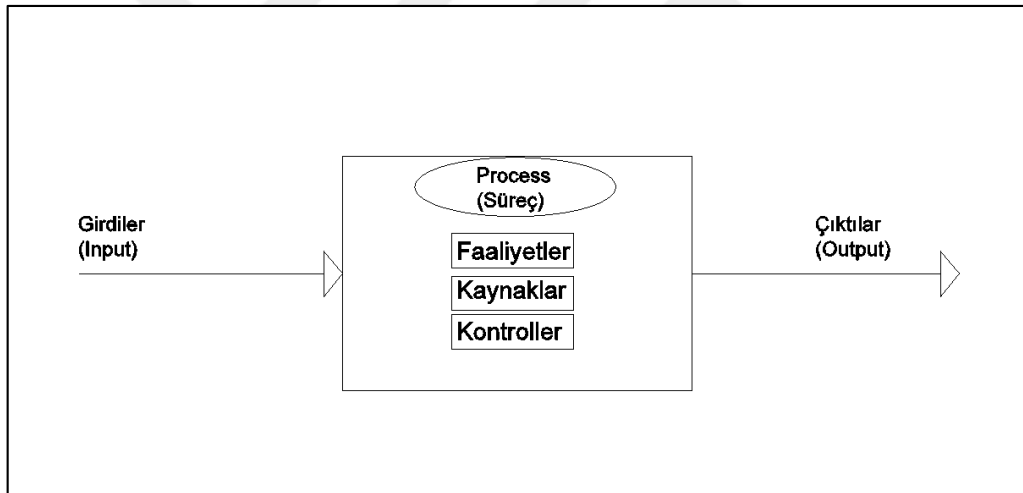 Process
(Süreç)
Girdiler
(Input)
Faaliyetler
Kaynaklar
Kontroller
Çıktılar
(Output)